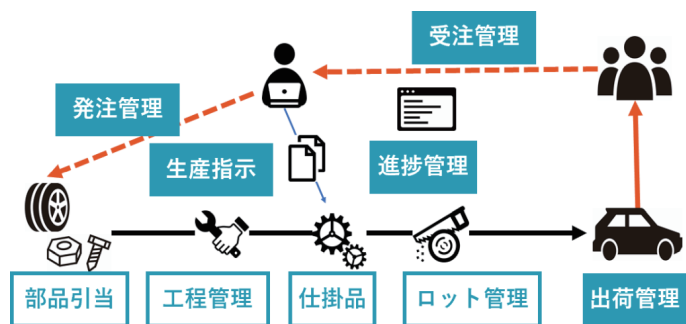 受注管理
発注管理
生産指示
進捗管理
部品引当
工程管理
仕掛品
ロット管理
出荷管理